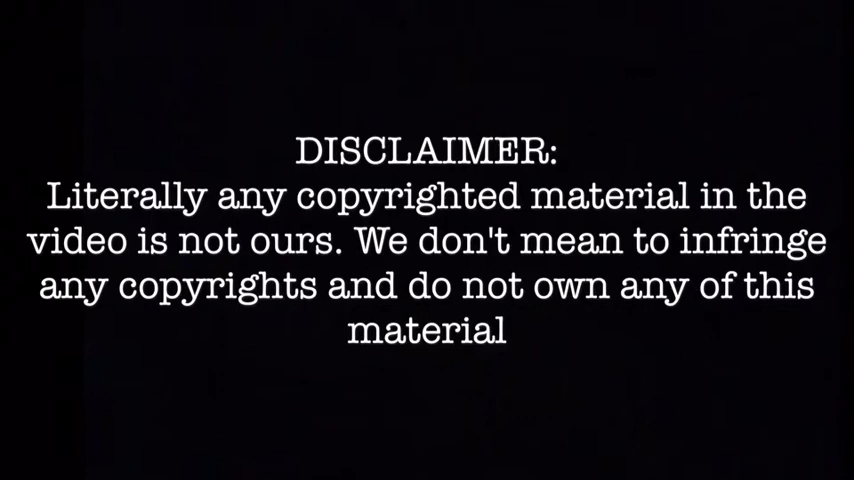 DISCLAIMER:
Literally any copyrighted material in the
video is not ours. We don't mean to infringe
any copyrights and do not own any of this
material